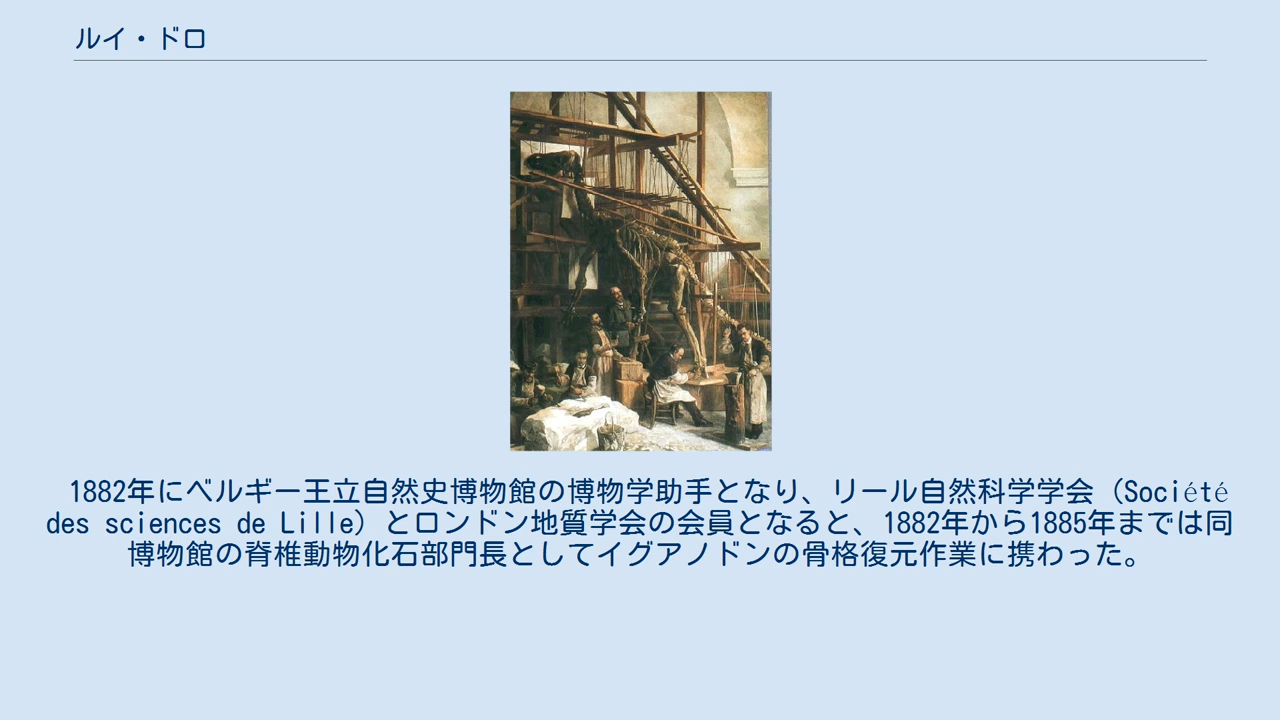 ルイ・ドロ
1882年にベルギー王立自然史博物館の博物学助手となり、リール自然科学学会（Société
des sciences de Lille）とロンドン地質学会の会員となると、1882年から1885年までは同
博物館の脊椎動物化石部門長としてイグアノドンの骨格復元作業に携わった。